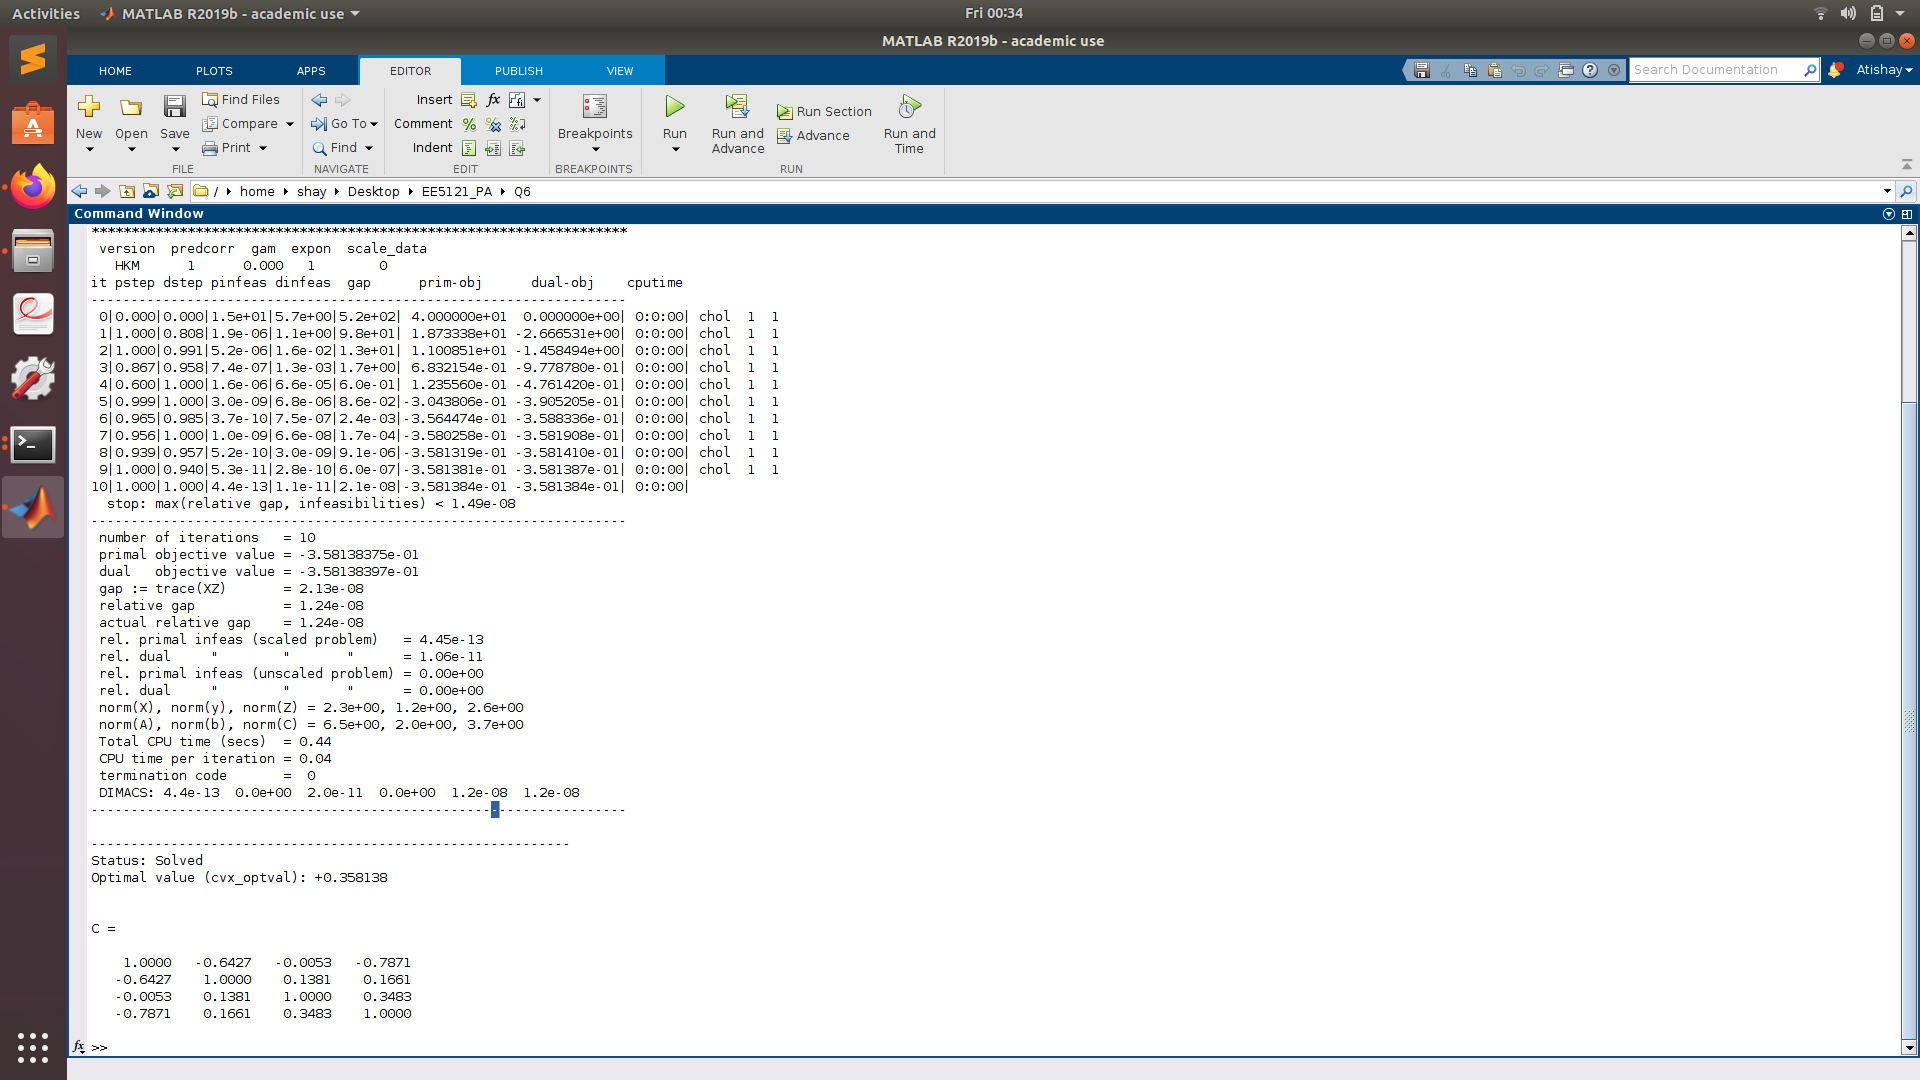 Activities MATLAB R2019b - academic use Fri 00:34
MATLAB R2019b - academic use
HOME PLOTS APPS EDITOR PUBLISH VIEW Search Documentation Atishay
New Open Save Find Files Compare Print Go To Find Insert Comment Indent Breakpoints Run Run and Advance Run Section Advance Run and Time
FILE NAVIGATE EDIT BREAKPOINTS RUN
/ home shay Desktop EE5121_PA Q6
Command Window
*******************************************************************
version predcorr gam expon scale_data
HKM 1 0.000 1 0
it pstep dstep pinfeas dinfeas gap prim-obj dual-obj cputime
-------------------------------------------------------------------
0|0.000|0.000|1.5e+01|5.7e+00|5.2e+02| 4.000000e+01 0.000000e+00| 0:0:00| chol 1 1
1|1.000|0.808|1.9e-06|1.1e+00|9.8e+01| 1.873338e+01 -2.666531e+00| 0:0:00| chol 1 1
2|1.000|0.991|5.2e-06|1.6e-02|1.3e+01| 1.100851e+01 -1.458494e+00| 0:0:00| chol 1 1
3|0.867|0.958|7.4e-07|1.3e-03|1.7e+00| 6.832154e-01 -9.778780e-01| 0:0:00| chol 1 1
4|0.600|1.000|1.6e-06|6.6e-05|6.0e-01| 1.235560e-01 -4.761420e-01| 0:0:00| chol 1 1
5|0.999|1.000|3.0e-09|6.8e-06|8.6e-02|-3.043806e-01 -3.905205e-01| 0:0:00| chol 1 1
6|0.965|0.985|3.7e-10|7.5e-07|2.4e-03|-3.564474e-01 -3.588336e-01| 0:0:00| chol 1 1
7|0.956|1.000|1.0e-09|6.6e-08|1.7e-04|-3.580258e-01 -3.581908e-01| 0:0:00| chol 1 1
8|0.939|0.957|5.2e-10|3.0e-09|9.1e-06|-3.581319e-01 -3.581410e-01| 0:0:00| chol 1 1
9|1.000|0.940|5.3e-11|2.8e-10|6.0e-07|-3.581381e-01 -3.581387e-01| 0:0:00| chol 1 1
10|1.000|1.000|4.4e-13|1.1e-11|2.1e-08|-3.581384e-01 -3.581384e-01| 0:0:00|
stop: max(relative gap, infeasibilities) < 1.49e-08
-------------------------------------------------------------------
number of iterations = 10
primal objective value = -3.58138375e-01
dual objective value = -3.58138397e-01
gap := trace(XZ) = 2.13e-08
relative gap = 1.24e-08
actual relative gap = 1.24e-08
rel. primal infeas (scaled problem) = 4.45e-13
rel. dual " " " = 1.06e-11
rel. primal infeas (unscaled problem) = 0.00e+00
rel. dual " " " = 0.00e+00
norm(X), norm(y), norm(Z) = 2.3e+00, 1.2e+00, 2.6e+00
norm(A), norm(b), norm(C) = 6.5e+00, 2.0e+00, 3.7e+00
Total CPU time (secs) = 0.44
CPU time per iteration = 0.04
termination code = 0
DIMACS: 4.4e-13 0.0e+00 2.0e-11 0.0e+00 1.2e-08 1.2e-08
-------------------------------------------------------------------
------------------------------------------------------------
Status: Solved
Optimal value (cvx_optval): +0.358138
C =
1.0000 -0.6427 -0.0053 -0.7871
-0.6427 1.0000 0.1381 0.1661
-0.0053 0.1381 1.0000 0.3483
-0.7871 0.1661 0.3483 1.0000
fx >>